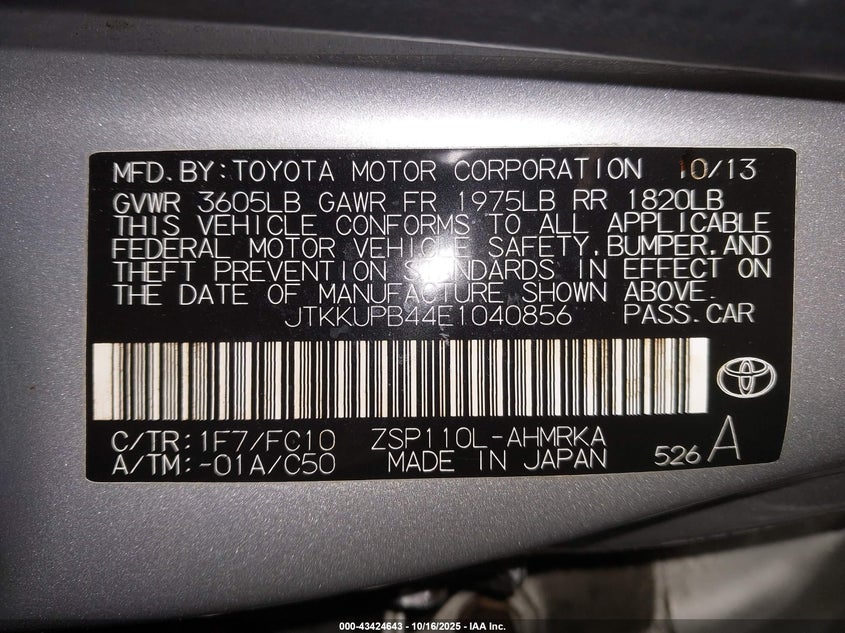 MFD. BY: TOYOTA MOTOR CORPORATION 10/13
GVWR 3605LB GAWR FR 1975LB RR 1820LB
THIS VEHICLE CONFORMS TO ALL APPLICABLE
FEDERAL MOTOR VEHICLE SAFETY, BUMPER, AND
THEFT PREVENTION STANDARDS IN EFFECT ON
THE DATE OF MANUFACTURE SHOWN ABOVE.
JTKKUPB44E1040856 PASS. CAR
C/TR: 1F7/FC10 ZSP110L-AHMRKA
A/TM: -01A/C50 MADE IN JAPAN 526 A
000-43424643 - 10/16/2025 - IAA Inc.